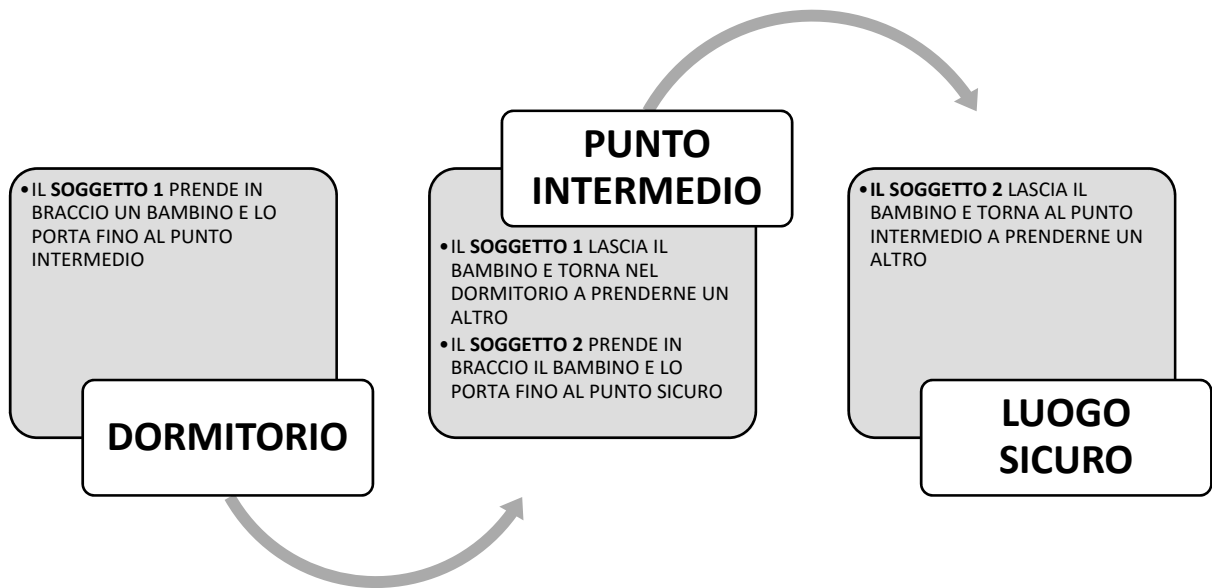 •IL SOGGETTO 1 PRENDE IN
BRACCIO UN BAMBINO E LO
PORTA FINO AL PUNTO
INTERMEDIO
DORMITORIO
PUNTO
INTERMEDIO
•IL SOGGETTO 1 LASCIA IL
BAMBINO E TORNA NEL
DORMITORIO A PRENDERNE UN
ALTRO
•IL SOGGETTO 2 PRENDE IN
BRACCIO IL BAMBINO E LO
PORTA FINO AL PUNTO SICURO
•IL SOGGETTO 2 LASCIA IL
BAMBINO E TORNA AL PUNTO
INTERMEDIO A PRENDERNE UN
ALTRO
LUOGO
SICURO